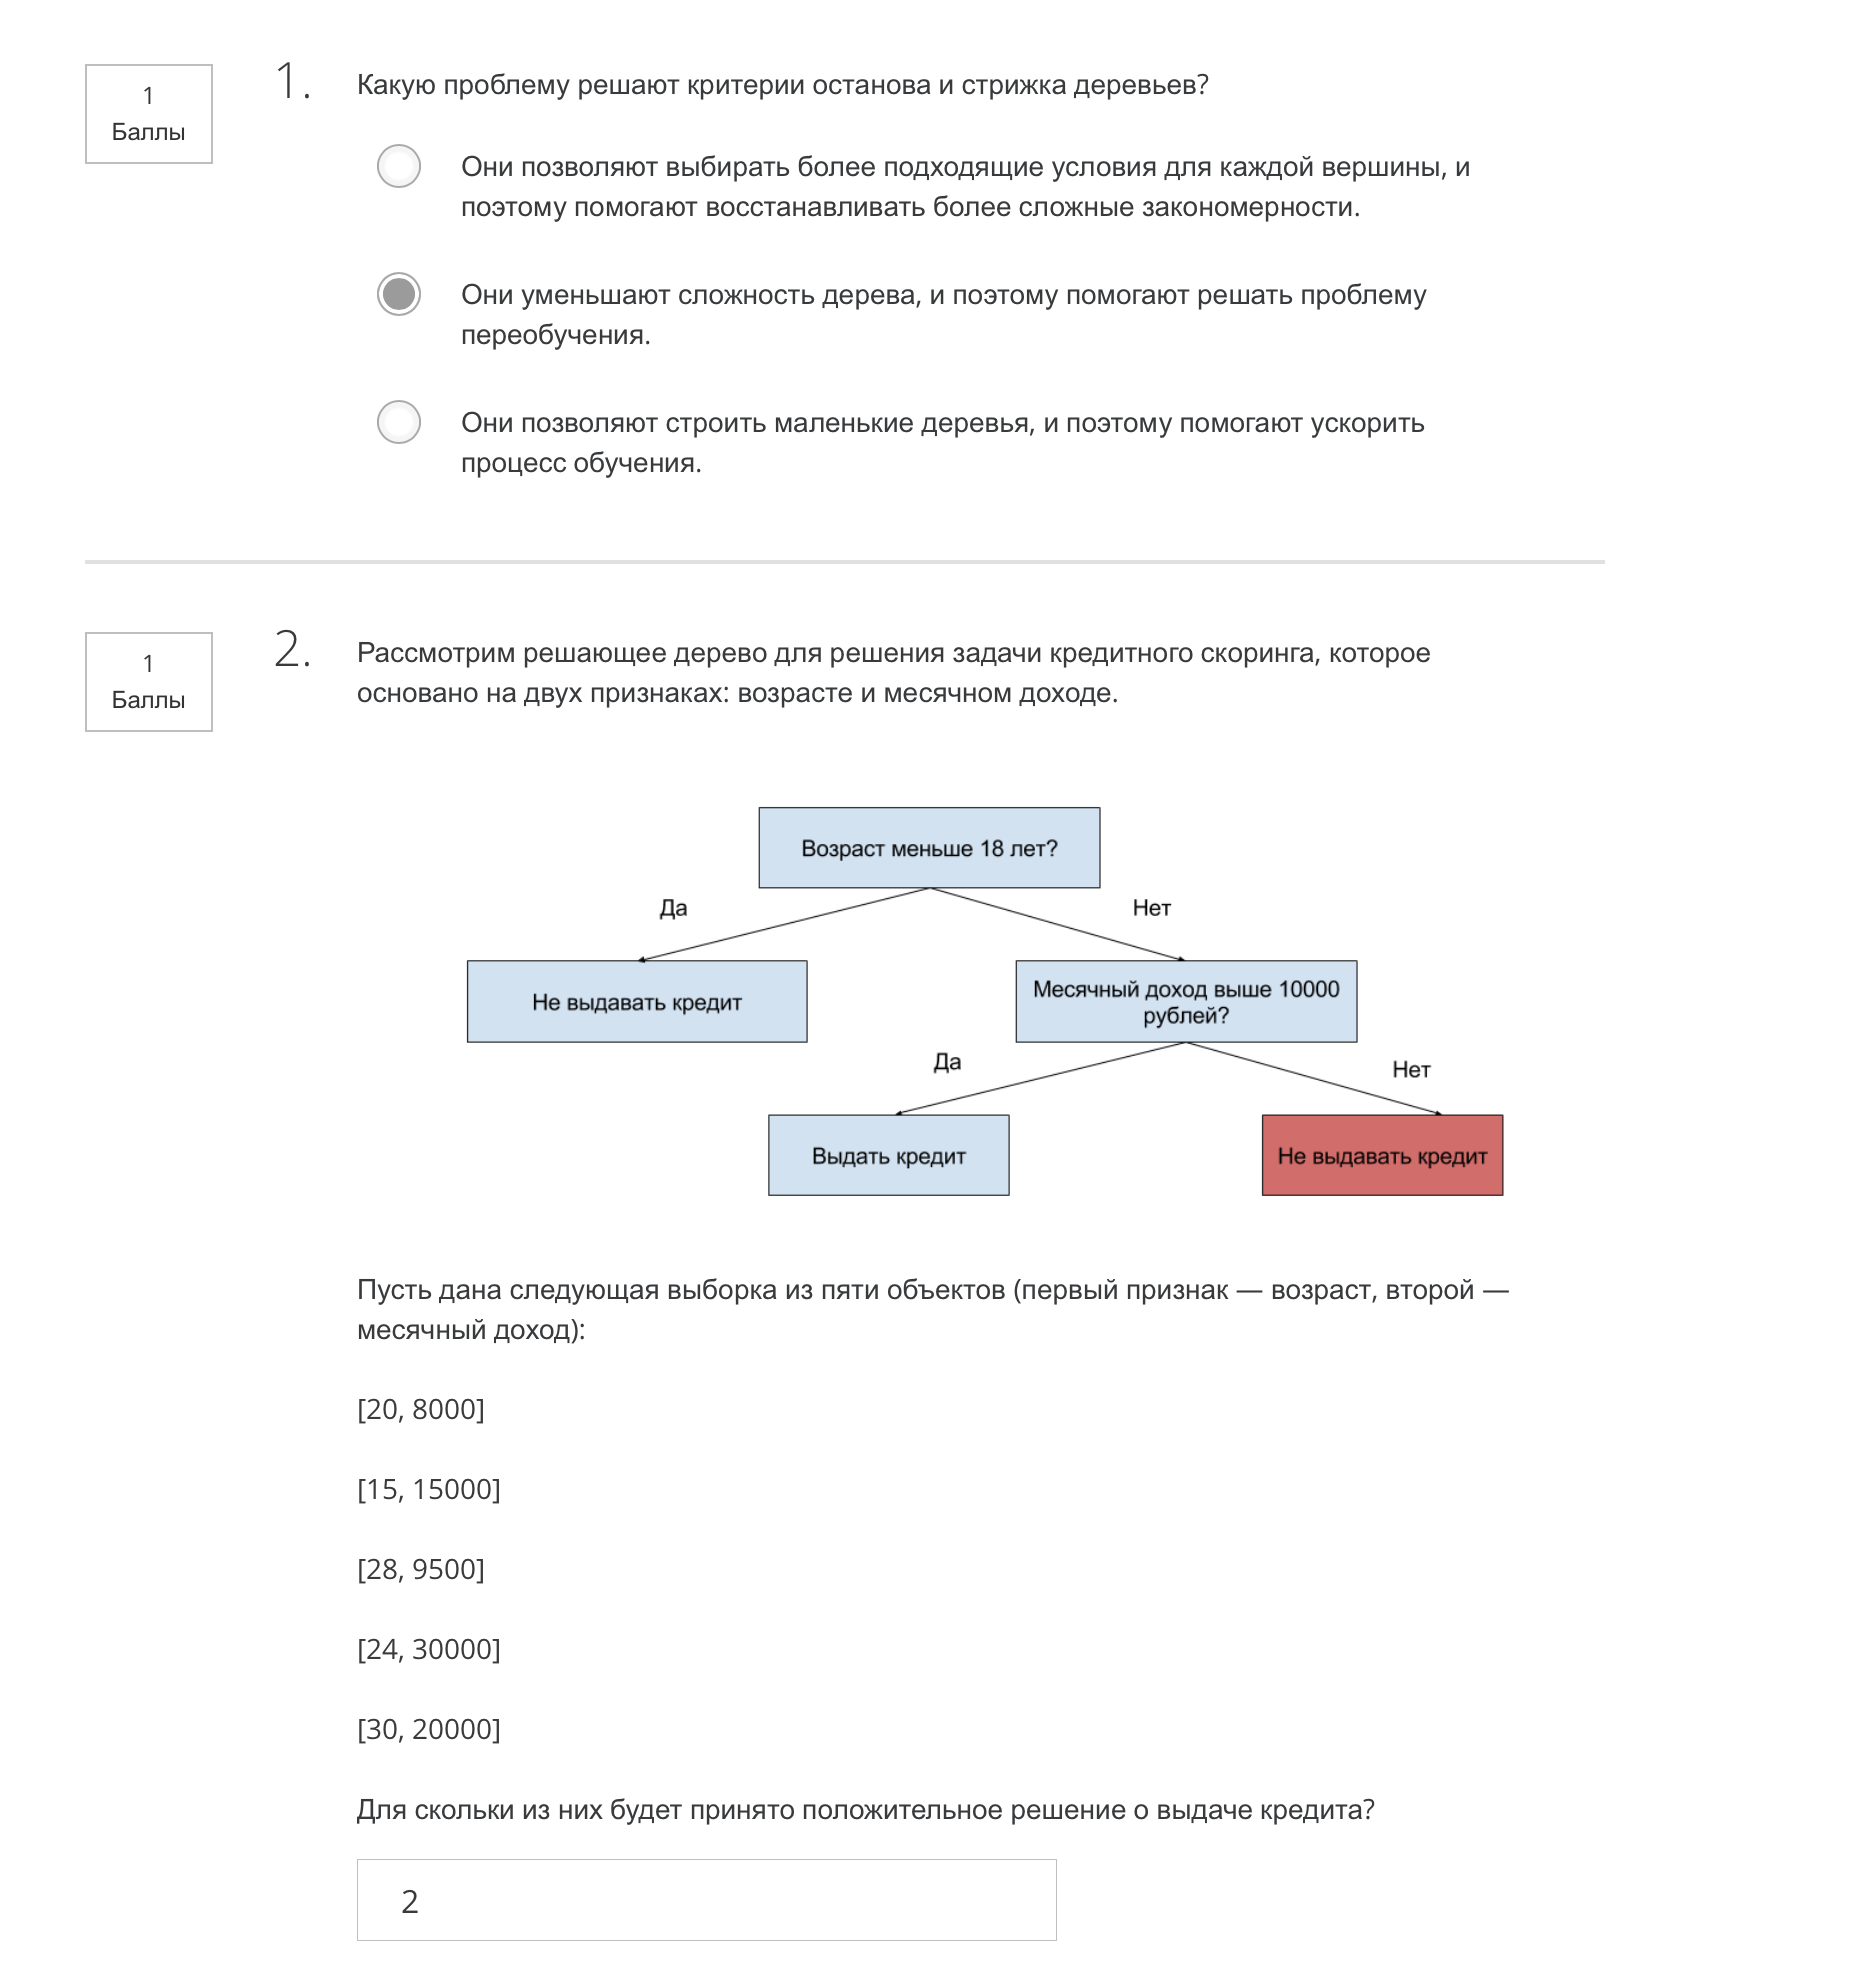 1
Баллы
1.
Какую проблему решают критерии останова и стрижка деревьев?
Они позволяют выбирать более подходящие условия для каждой вершины, и
поэтому помогают восстанавливать более сложные закономерности.
Они уменьшают сложность дерева, и поэтому помогают решать проблему
переобучения.
Они позволяют строить маленькие деревья, и поэтому помогают ускорить
процесс обучения.
1
Баллы
2.
Рассмотрим решающее дерево для решения задачи кредитного скоринга, которое
основано на двух признаках: возрасте и месячном доходе.
Возраст меньше 18 лет?
Да
Нет
Не выдавать кредит
Месячный доход выше 10000
рублей?
Да
Нет
Выдать кредит
Не выдавать кредит
Пусть дана следующая выборка из пяти объектов (первый признак — возраст, второй —
месячный доход):
[20, 8000]
[15, 15000]
[28, 9500]
[24, 30000]
[30, 20000]
Для скольки из них будет принято положительное решение о выдаче кредита?
2